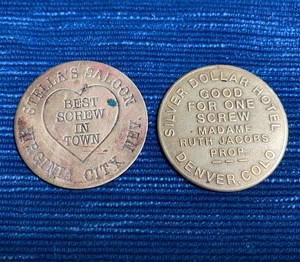 STELLA'S SALOON
BEST
SCREW
IN
TOWN
VIRGINIA CITY NEV.
SILVER DOLLAR HOTEL
GOOD
FOR ONE
SCREW
MADAME
RUTH JACOBS
PROP.
DENVER, COLO.